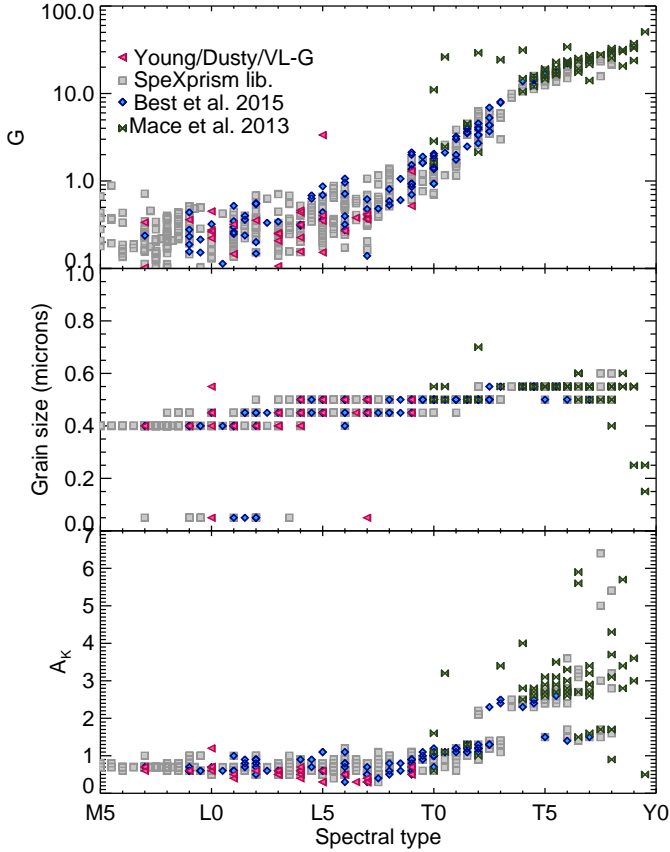 100.0
Young/Dusty/VL-G
SpeXprism lib.
Best et al. 2015
Mace et al. 2013
10.0
G
1.0
0.1
1.0
0.8
Grain size (microns)
0.6
0.4
0.2
0.0
7
6
5
A_K
4
3
2
1
0
M5 L0 L5 T0 T5 Y0
Spectral type